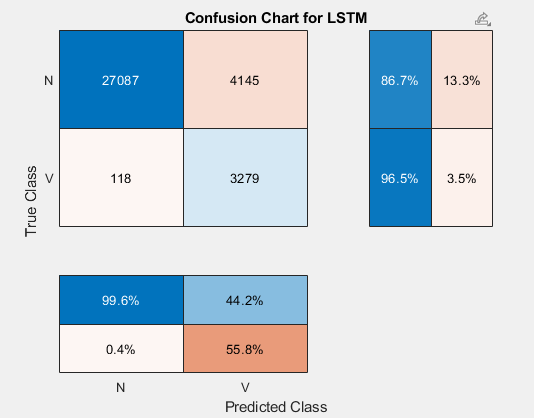 Confusion Chart for LSTM
N 27087 4145 86.7% 13.3%
V 118 3279 96.5% 3.5%
True Class
99.6% 44.2%
0.4% 55.8%
N V
Predicted Class